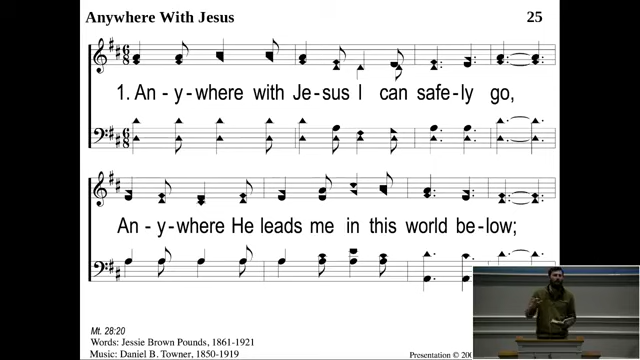 Anywhere With Jesus 25
1. An - y - where with Je - sus I can safe - ly go,
An - y - where He leads me in this world be - low;
Mt. 28:20
Words: Jessie Brown Pounds, 1861-1921
Music: Daniel B. Towner, 1850-1919
Presentation ©